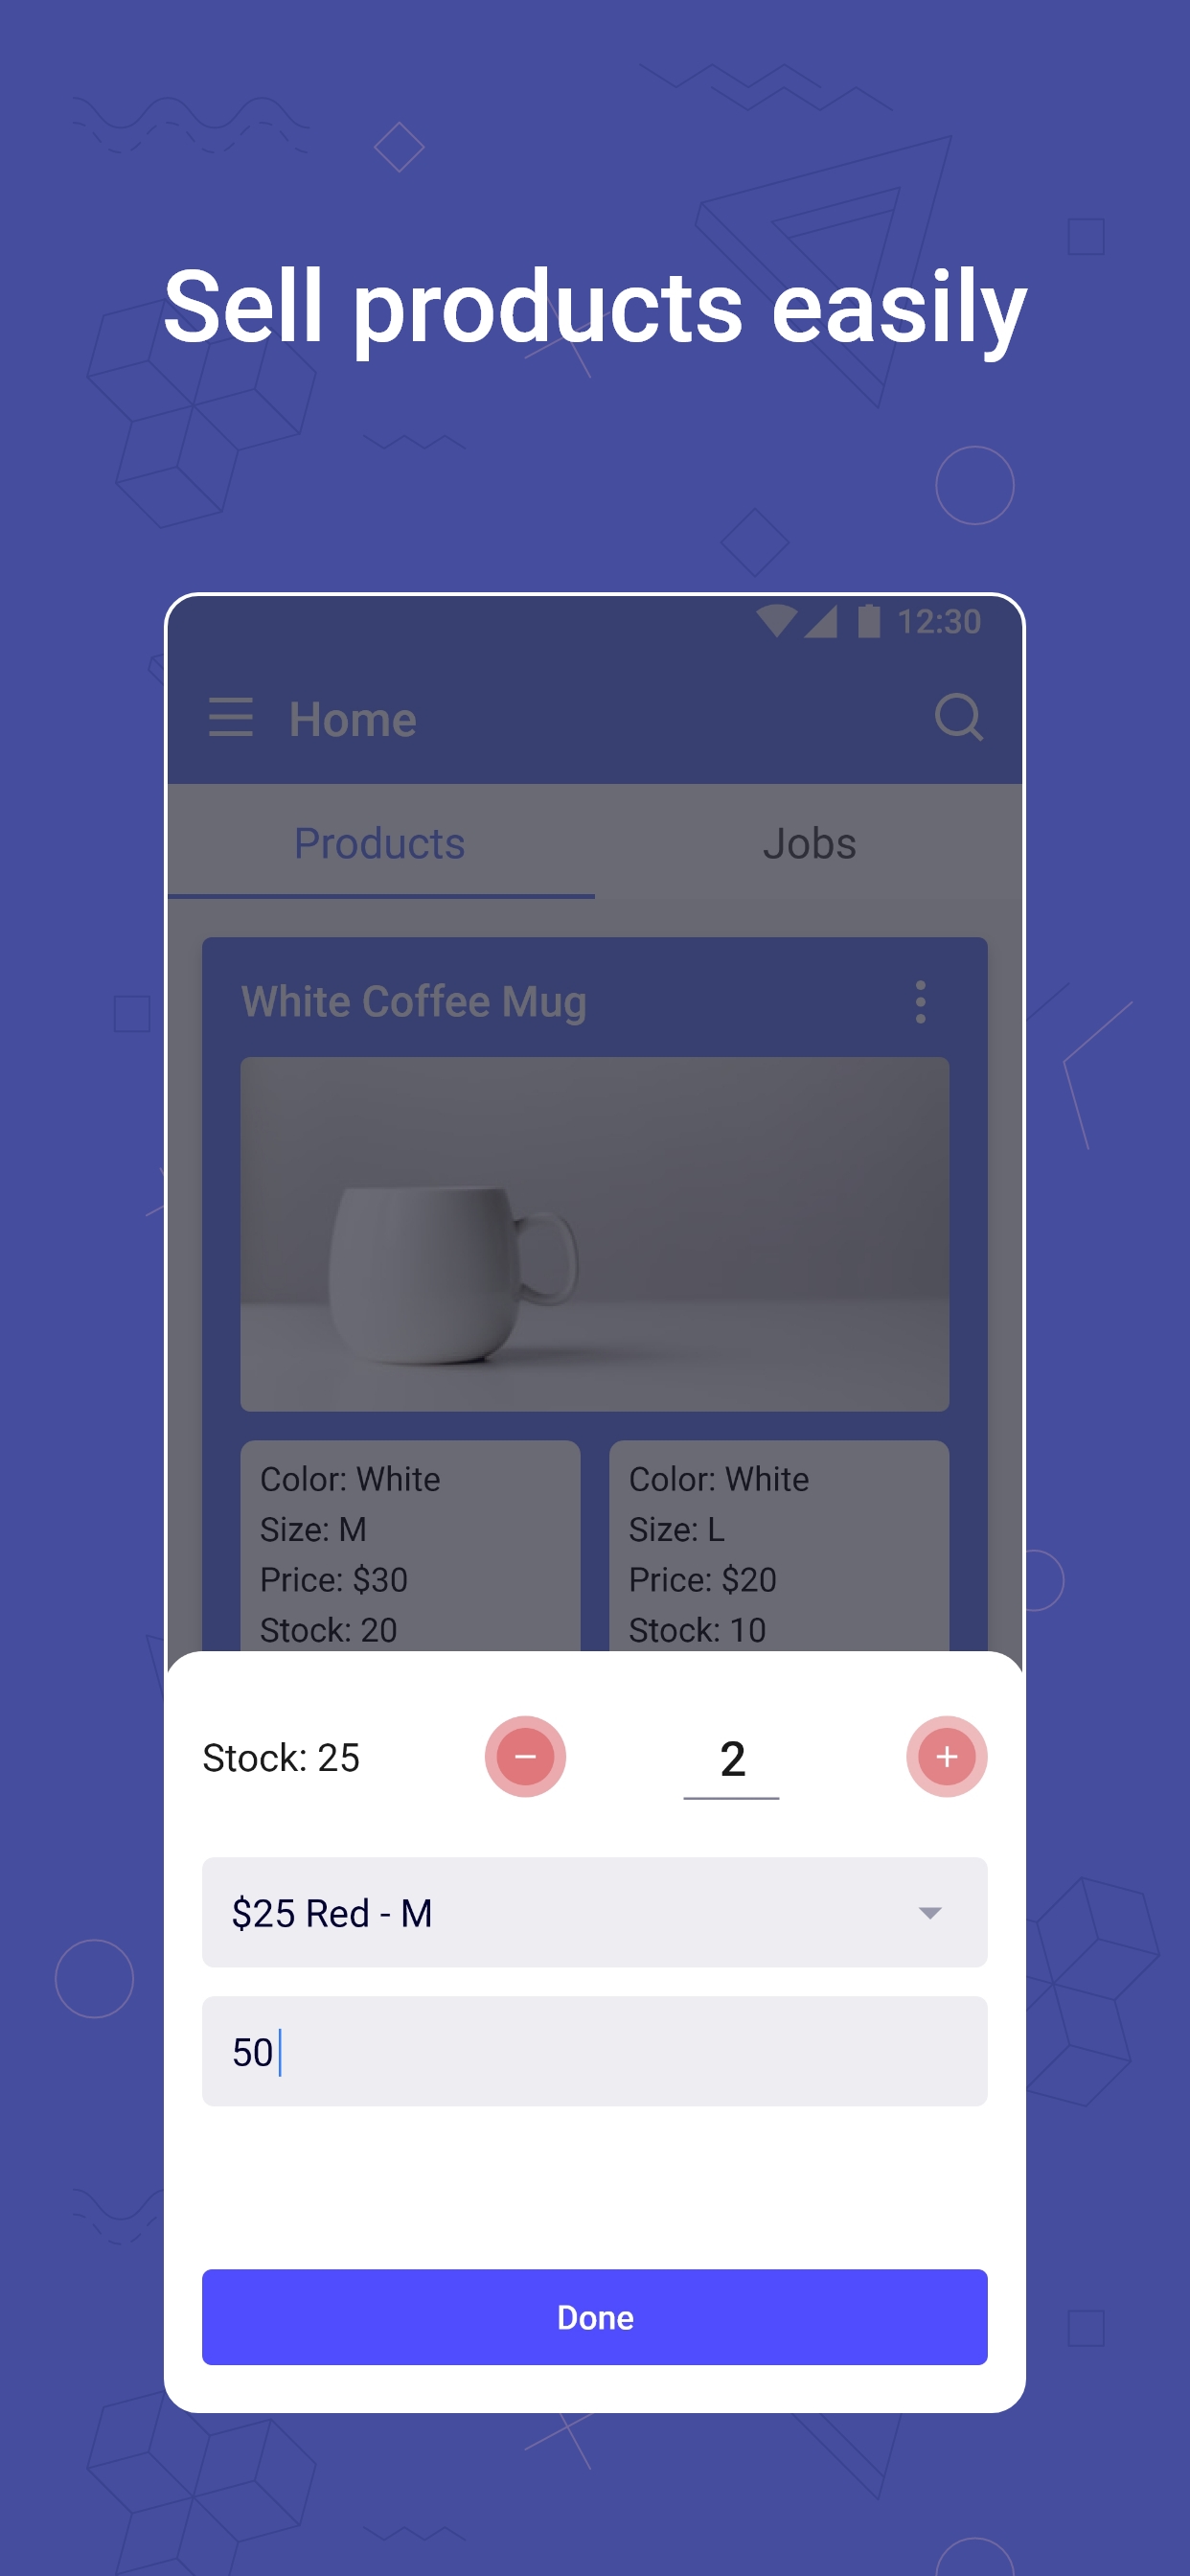 Sell products easily
12:30
Home
Products
Jobs
White Coffee Mug
Color: White
Size: M
Price: $30
Stock: 20
Color: White
Size: L
Price: $20
Stock: 10
Stock: 25
2
$25 Red - M
50
Done